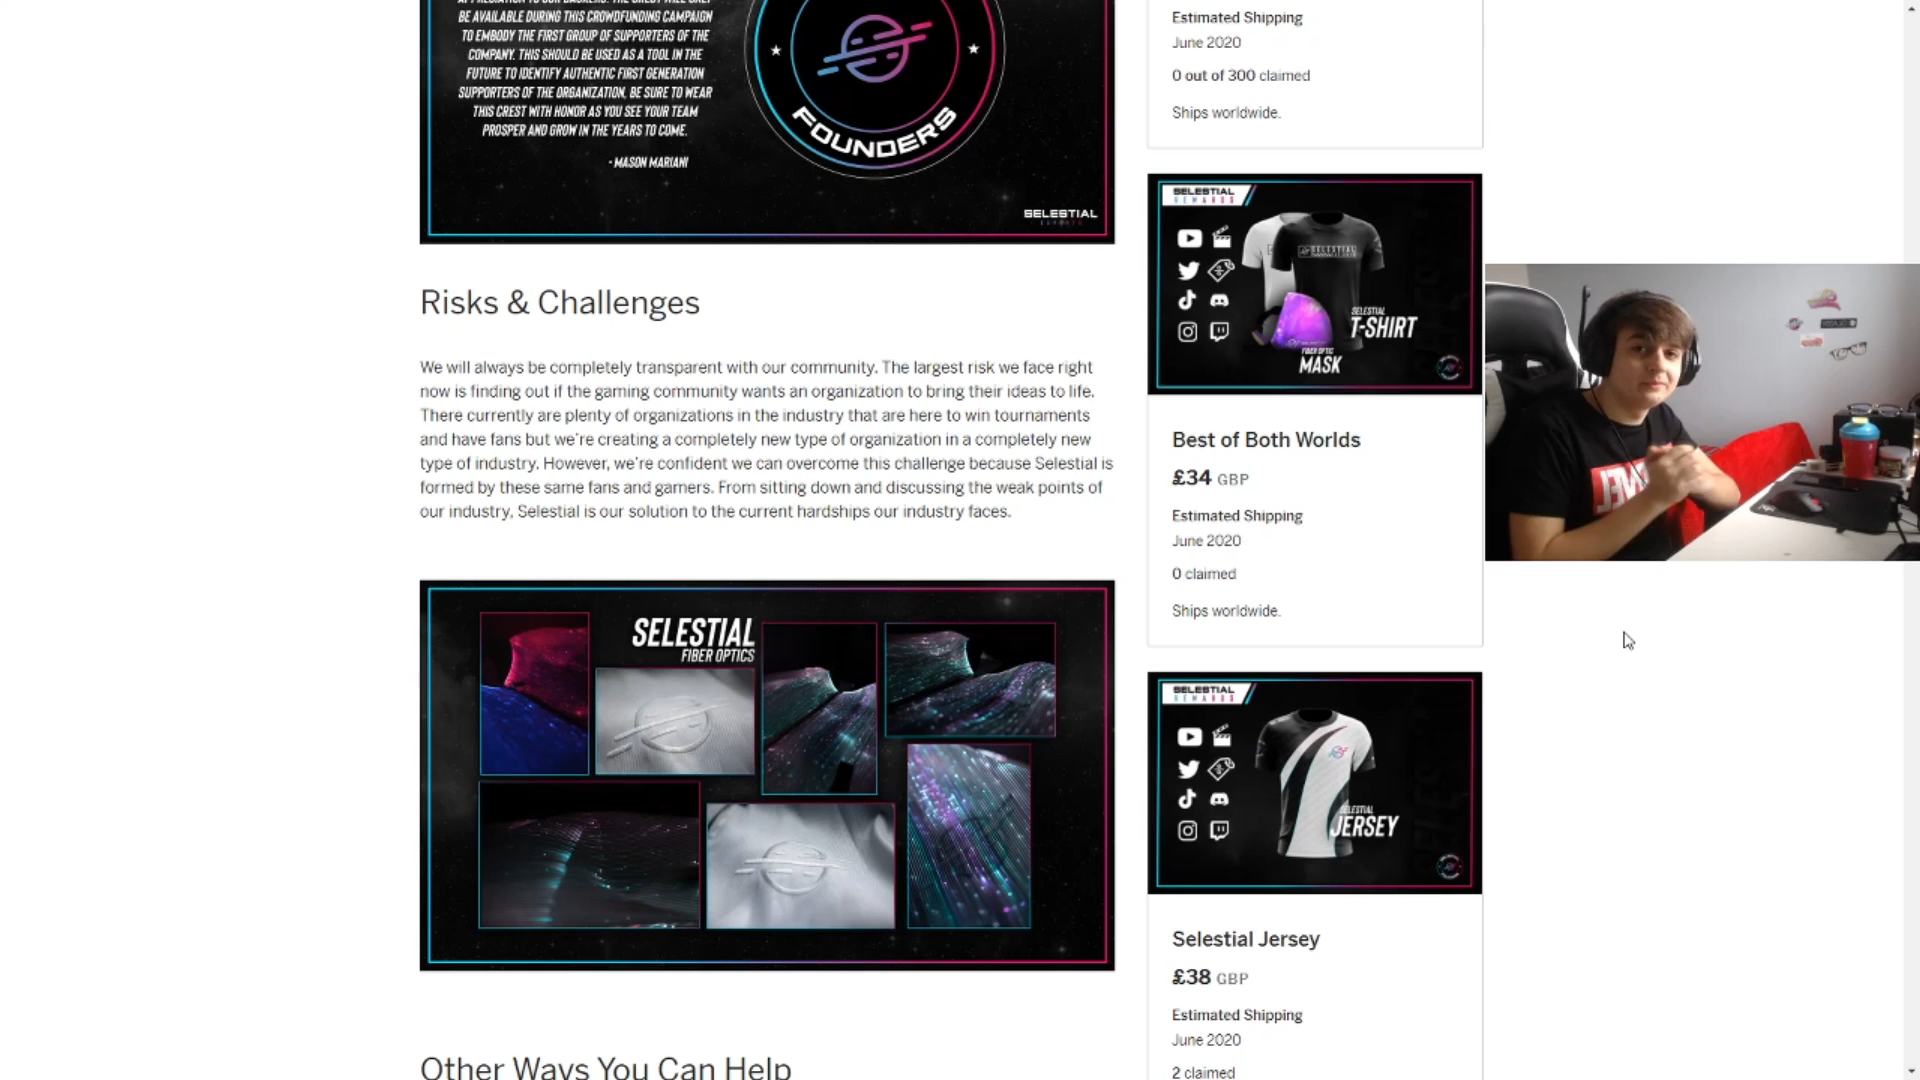 BE AVAILABLE DURING THIS CROWDFUNDING CAMPAIGN
TO EMBODY THE FIRST GROUP OF SUPPORTERS OF THE
COMPANY. THIS SHOULD BE USED AS A TOOL IN THE
FUTURE TO IDENTIFY AUTHENTIC FIRST GENERATION
SUPPORTERS OF THE ORGANIZATION. BE SURE TO WEAR
THIS CREST WITH HONOR AS YOU SEE YOUR TEAM
PROSPER AND GROW IN THE YEARS TO COME.
- MASON MARIANI
FOUNDERS
SELESTIAL
Risks & Challenges
We will always be completely transparent with our community. The largest risk we face right
now is finding out if the gaming community wants an organization to bring their ideas to life.
There currently are plenty of organizations in the industry that are here to win tournaments
and have fans but we're creating a completely new type of organization in a completely new
type of industry. However, we're confident we can overcome this challenge because Selestial is
formed by these same fans and gamers. From sitting down and discussing the weak points of
our industry, Selestial is our solution to the current hardships our industry faces.
SELESTIAL
FIBER OPTICS
Other Ways You Can Help
Estimated Shipping
June 2020
0 out of 300 claimed
Ships worldwide.
SELESTIAL
REWARDS
SELESTIAL
SELESTIAL
T-SHIRT
FIBER OPTIC
MASK
Best of Both Worlds
£34 GBP
Estimated Shipping
June 2020
0 claimed
Ships worldwide.
SELESTIAL
REWARDS
SELESTIAL
JERSEY
Selestial Jersey
£38 GBP
Estimated Shipping
June 2020
2 claimed